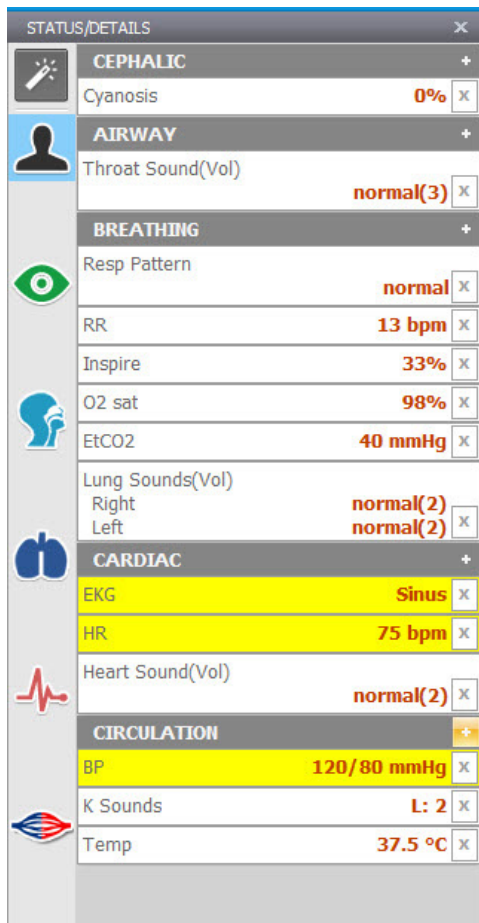 STATUS/DETAILS x
CEPHALIC +
Cyanosis 0% x
AIRWAY +
Throat Sound(Vol)
normal(3) x
BREATHING +
Resp Pattern
normal x
RR 13 bpm x
Inspire 33% x
O2 sat 98% x
EtCO2 40 mmHg x
Lung Sounds(Vol)
Right normal(2)
Left normal(2) x
CARDIAC +
EKG Sinus x
HR 75 bpm x
Heart Sound(Vol)
normal(2) x
CIRCULATION +
BP 120/80 mmHg x
K Sounds L: 2 x
Temp 37.5 °C x